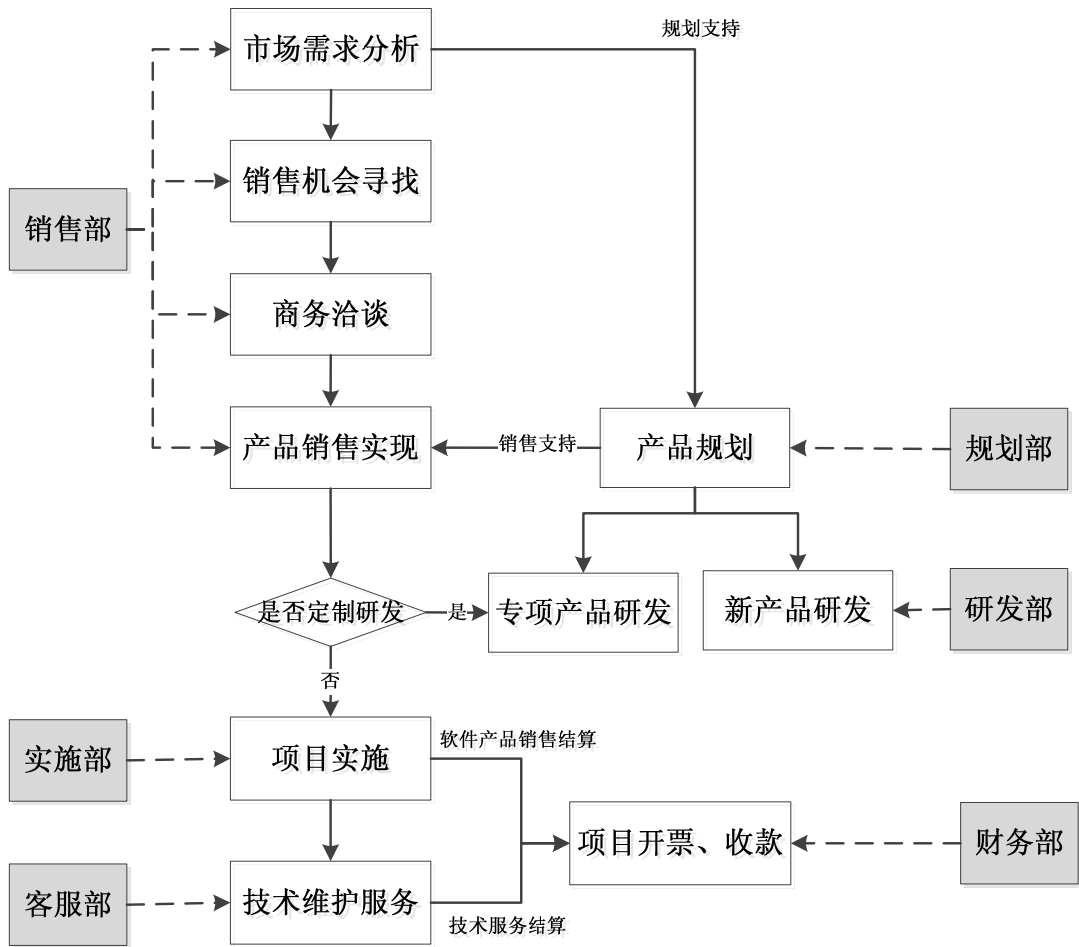 规划支持
市场需求分析
销售机会寻找
销售部
商务洽谈
产品销售实现
销售支持
产品规划
规划部
是否定制研发
是
专项产品研发
新产品研发
研发部
否
实施部
项目实施
软件产品销售结算
项目开票、收款
财务部
客服部
技术维护服务
技术服务结算